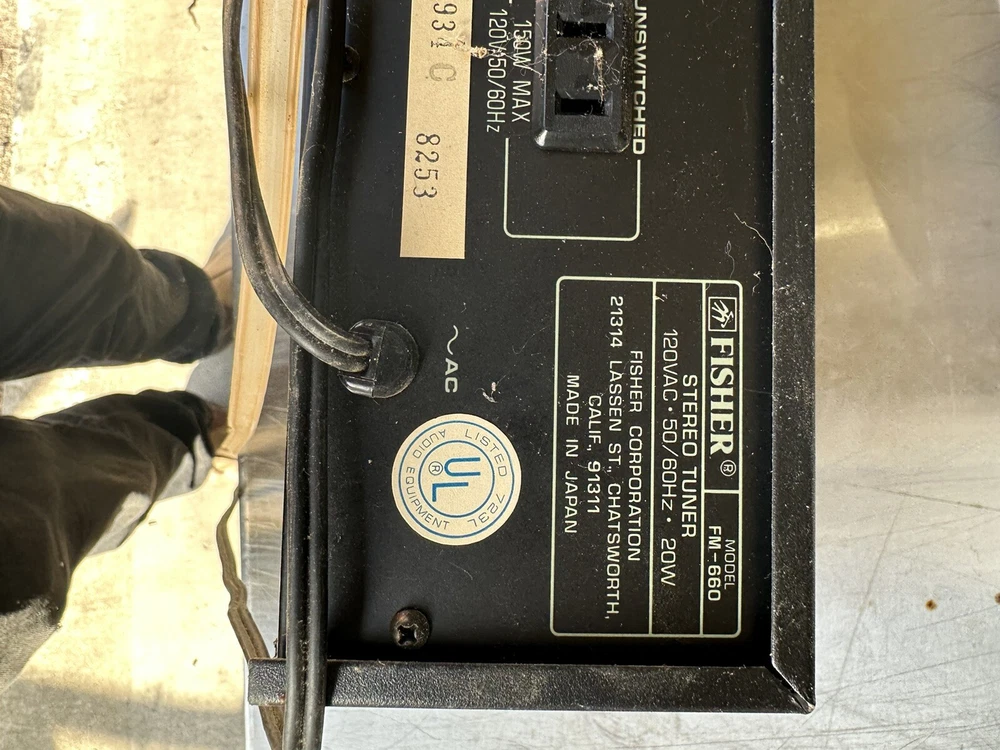 UNSWITCHED
150W MAX
120V 50/60Hz
934 C 8253
~AC
FISHER®
MODEL
FM-660
STEREO TUNER
120VAC • 50/60Hz • 20W
FISHER CORPORATION
21314 LASSEN ST., CHATSWORTH,
CALIF., 91311
MADE IN JAPAN
LISTED 723L
UL®
AUDIO EQUIPMENT